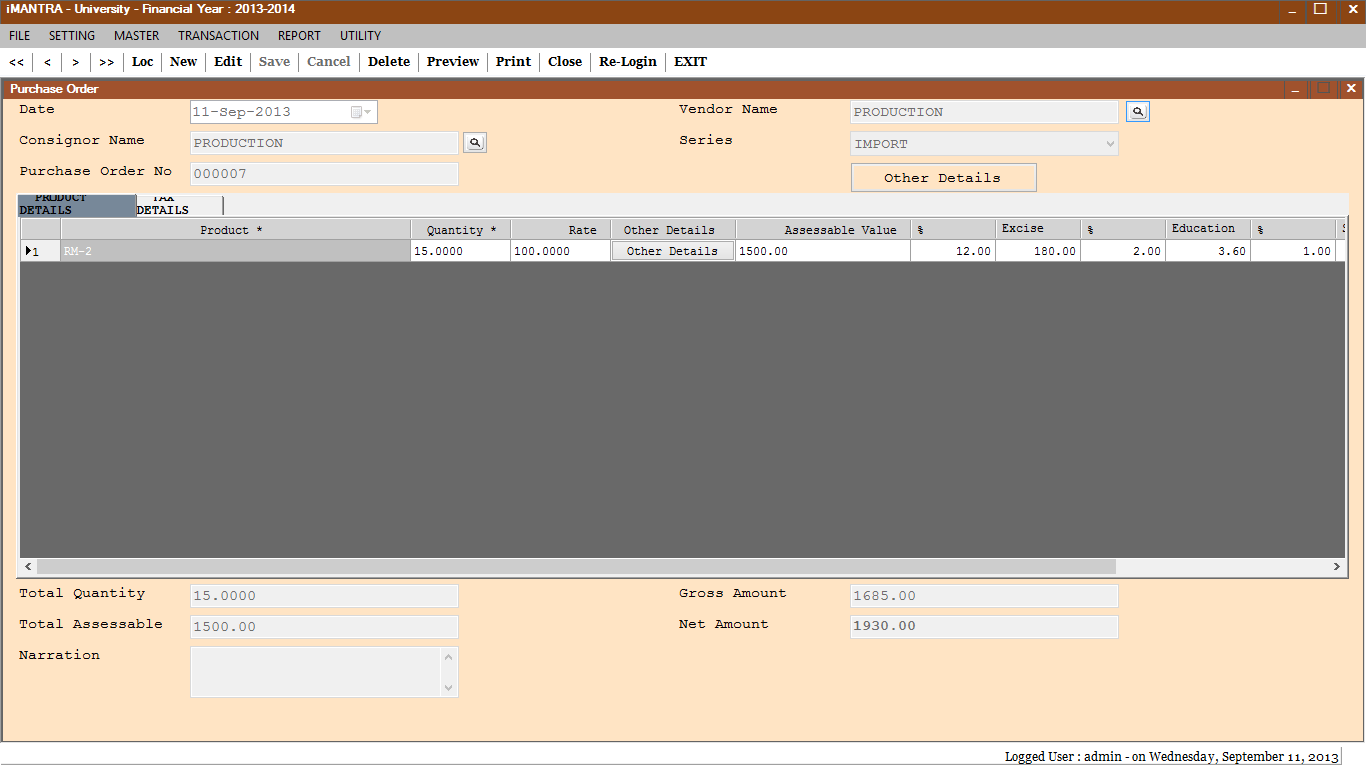 iMANTRA - University - Financial Year : 2013-2014
FILE SETTING MASTER TRANSACTION REPORT UTILITY
<< < > >> Loc New Edit Save Cancel Delete Preview Print Close Re-Login EXIT
Purchase Order
Date 11-Sep-2013 Vendor Name PRODUCTION
Consignor Name PRODUCTION Series IMPORT
Purchase Order No 000007 Other Details
PRODUCT DETAILS TAX DETAILS
Product * Quantity * Rate Other Details Assessable Value % Excise % Education %
1 RM-2 15.0000 100.0000 Other Details 1500.00 12.00 180.00 2.00 3.60 1.00
Total Quantity 15.0000 Gross Amount 1685.00
Total Assessable 1500.00 Net Amount 1930.00
Narration
Logged User : admin - on Wednesday, September 11, 2013